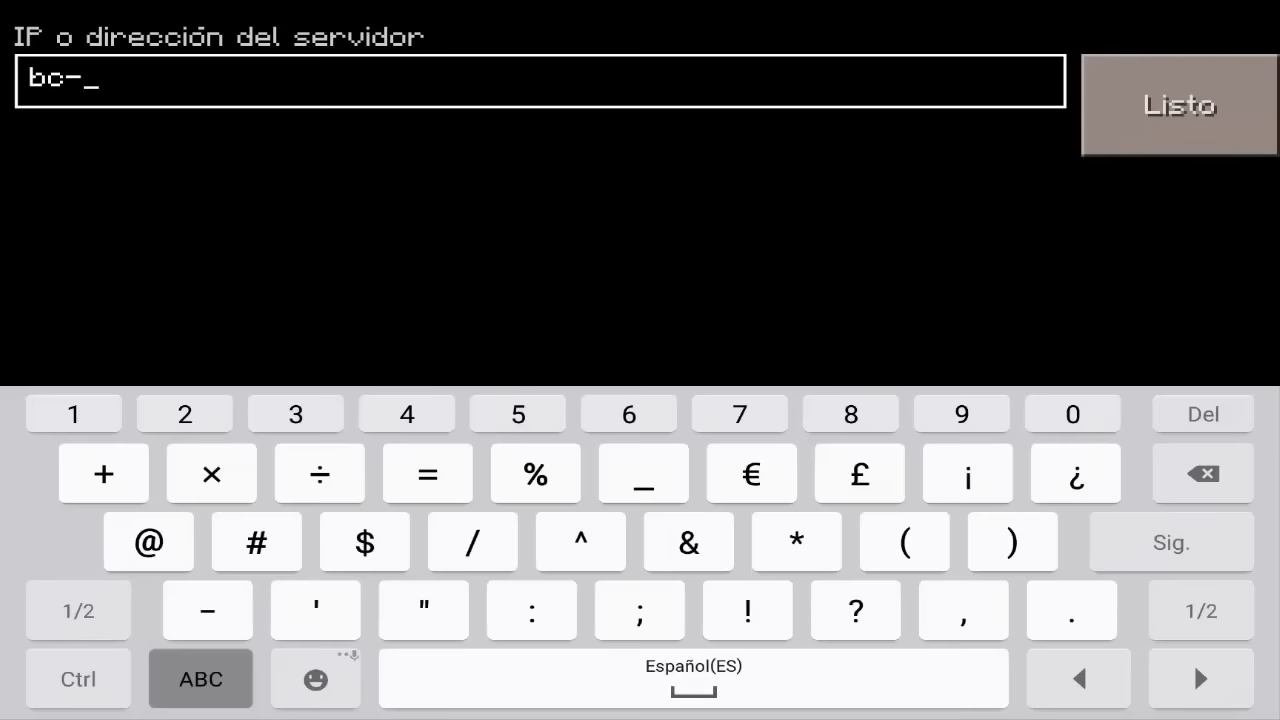 IP o dirección del servidor
bc-_
Listo
1 2 3 4 5 6 7 8 9 0 Del
+ × ÷ = % _ € £ ¡ ¿
@ # $ / ^ & * ( ) Sig.
1/2 - ' " : ; ! ? , . 1/2
Ctrl ABC Español(ES)